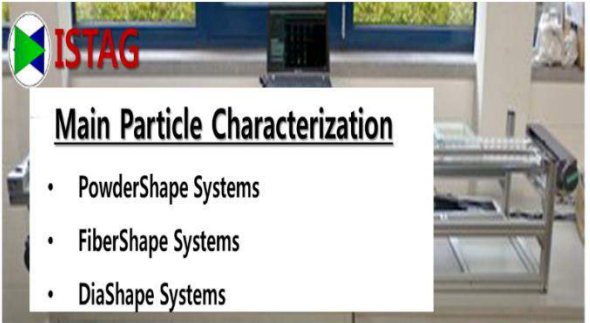 ISTAG
Main Particle Characterization
• PowderShape Systems
• FiberShape Systems
• DiaShape Systems